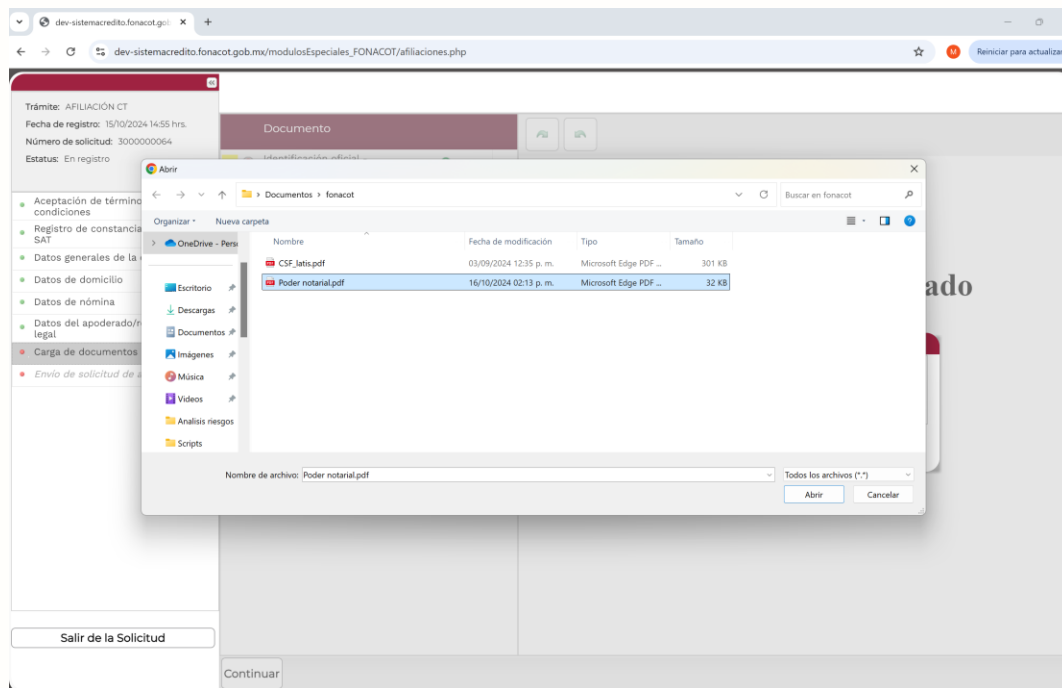 dev-sistemacredito.fonacot.gob
dev-sistemacredito.fonacot.gob.mx/modulosEspeciales_FONACOT/afiliaciones.php
M
Reiniciar para actualizar
Trámite: AFILIACIÓN CT
Fecha de registro: 15/10/2024 14:55 hrs.
Número de solicitud: 3000000064
Estatus: En registro
Aceptación de término
condiciones
Registro de constancia
SAT
Datos generales de la
Datos de domicilio
Datos de nómina
Datos del apoderado/r
legal
Carga de documentos
Envío de solicitud de a
Salir de la Solicitud
Documento
Identificación oficial
Abrir
Documentos > fonacot
Buscar en fonacot
Organizar
Nueva carpeta
OneDrive - Perso
Escritorio
Descargas
Documentos
Imágenes
Música
Videos
Analisis riesgos
Scripts
Nombre Fecha de modificación Tipo Tamaño
CSF_latis.pdf 03/09/2024 12:35 p. m. Microsoft Edge PDF ... 301 KB
Poder notarial.pdf 16/10/2024 02:13 p. m. Microsoft Edge PDF ... 32 KB
Nombre de archivo: Poder notarial.pdf
Todos los archivos (*.*)
Abrir Cancelar
ado
Continuar